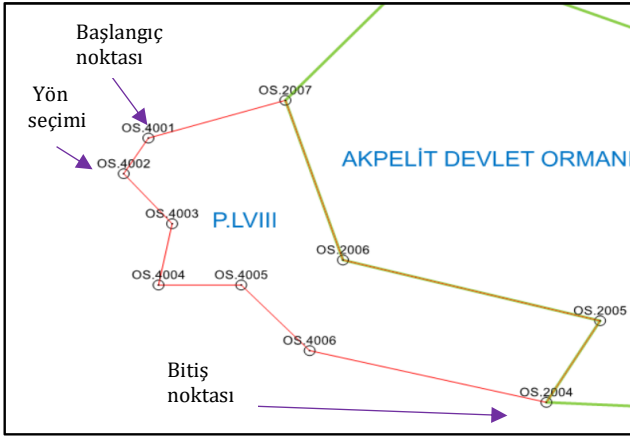 Başlangıç
noktası
Yön
seçimi
OS.2007
OS.4001
OS.4002
AKPELİT DEVLET ORMANI
OS.4003
P.LVIII
OS.2006
OS.4004
OS.4005
OS.2005
OS.4006
Bitiş
noktası
OS.2004